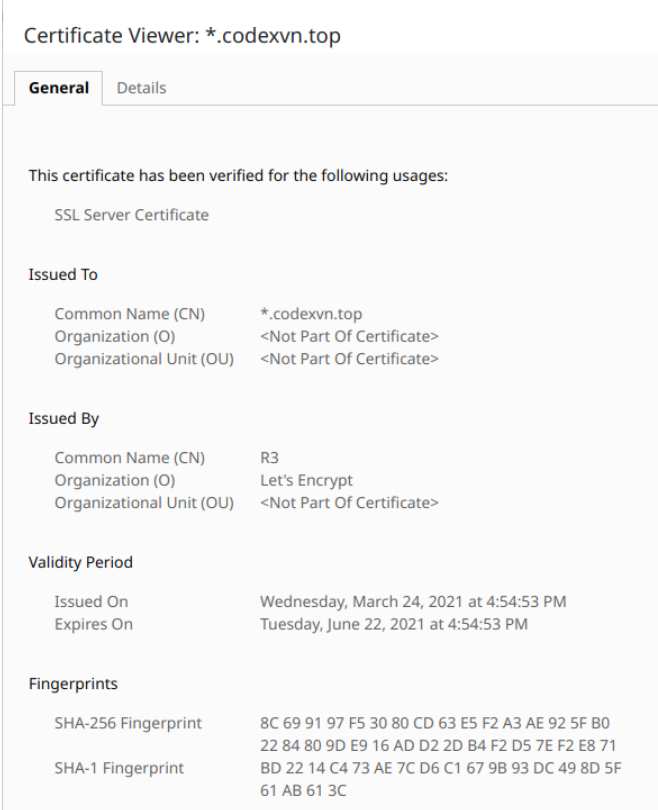 Certificate Viewer: *.codexvn.top
General Details
This certificate has been verified for the following usages:
SSL Server Certificate
Issued To
Common Name (CN) *.codexvn.top
Organization (O) <Not Part Of Certificate>
Organizational Unit (OU) <Not Part Of Certificate>
Issued By
Common Name (CN) R3
Organization (O) Let's Encrypt
Organizational Unit (OU) <Not Part Of Certificate>
Validity Period
Issued On Wednesday, March 24, 2021 at 4:54:53 PM
Expires On Tuesday, June 22, 2021 at 4:54:53 PM
Fingerprints
SHA-256 Fingerprint 8C 69 91 97 F5 30 80 CD 63 E5 F2 A3 AE 92 5F B0
22 84 80 9D E9 16 AD D2 2D B4 F2 D5 7E F2 E8 71
SHA-1 Fingerprint BD 22 14 C4 73 AE 7C D6 C1 67 9B 93 DC 49 8D 5F
61 AB 61 3C